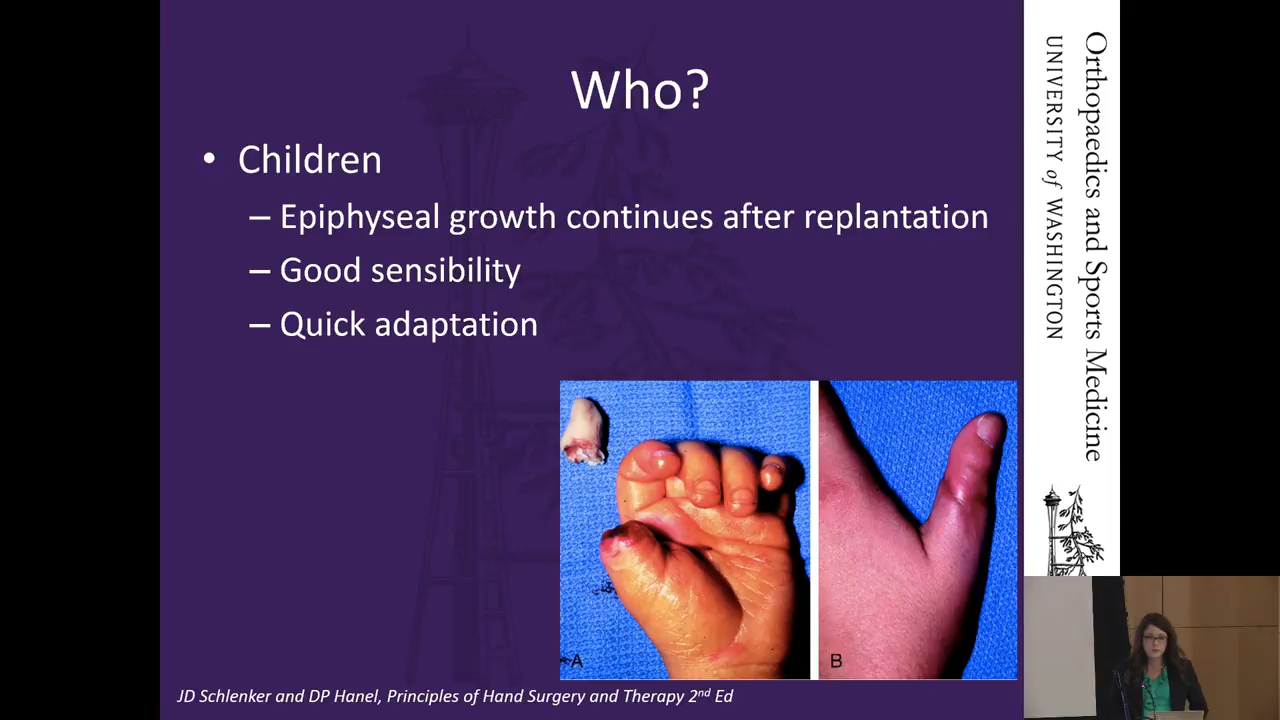 Who?
• Children
– Epiphyseal growth continues after replantation
– Good sensibility
– Quick adaptation
A
B
JD Schlenker and DP Hanel, Principles of Hand Surgery and Therapy 2nd Ed
Orthopaedics and Sports Medicine
UNIVERSITY of WASHINGTON